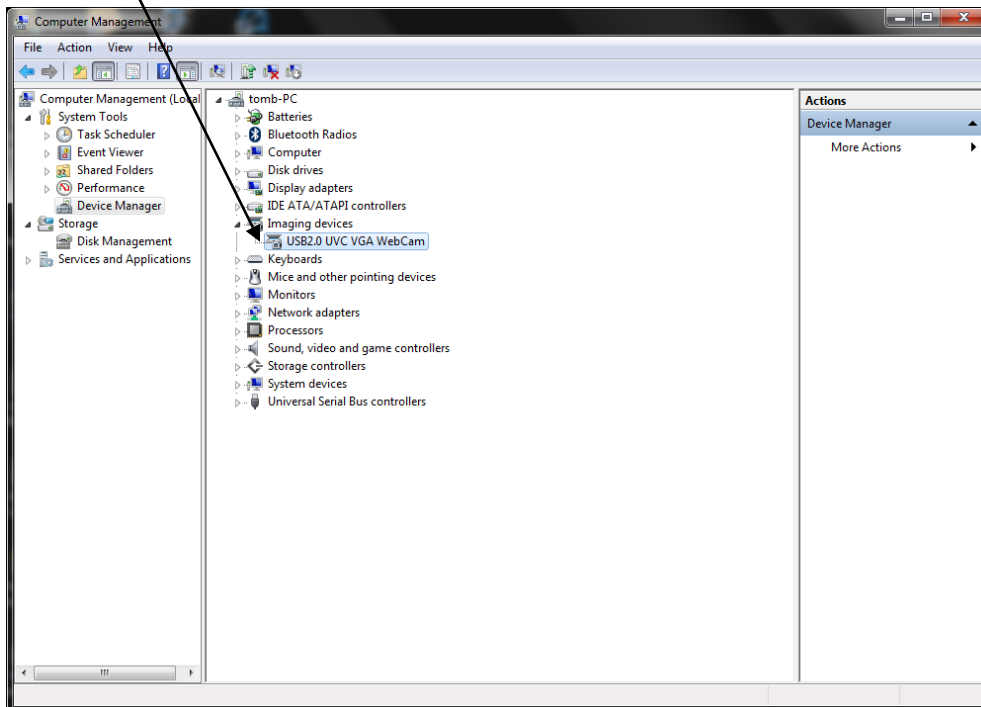 Computer Management
File Action View Help
Computer Management (Local
System Tools
Task Scheduler
Event Viewer
Shared Folders
Performance
Device Manager
Storage
Disk Management
Services and Applications
tomb-PC
Batteries
Bluetooth Radios
Computer
Disk drives
Display adapters
IDE ATA/ATAPI controllers
Imaging devices
USB2.0 UVC VGA WebCam
Keyboards
Mice and other pointing devices
Monitors
Network adapters
Processors
Sound, video and game controllers
Storage controllers
System devices
Universal Serial Bus controllers
Actions
Device Manager
More Actions